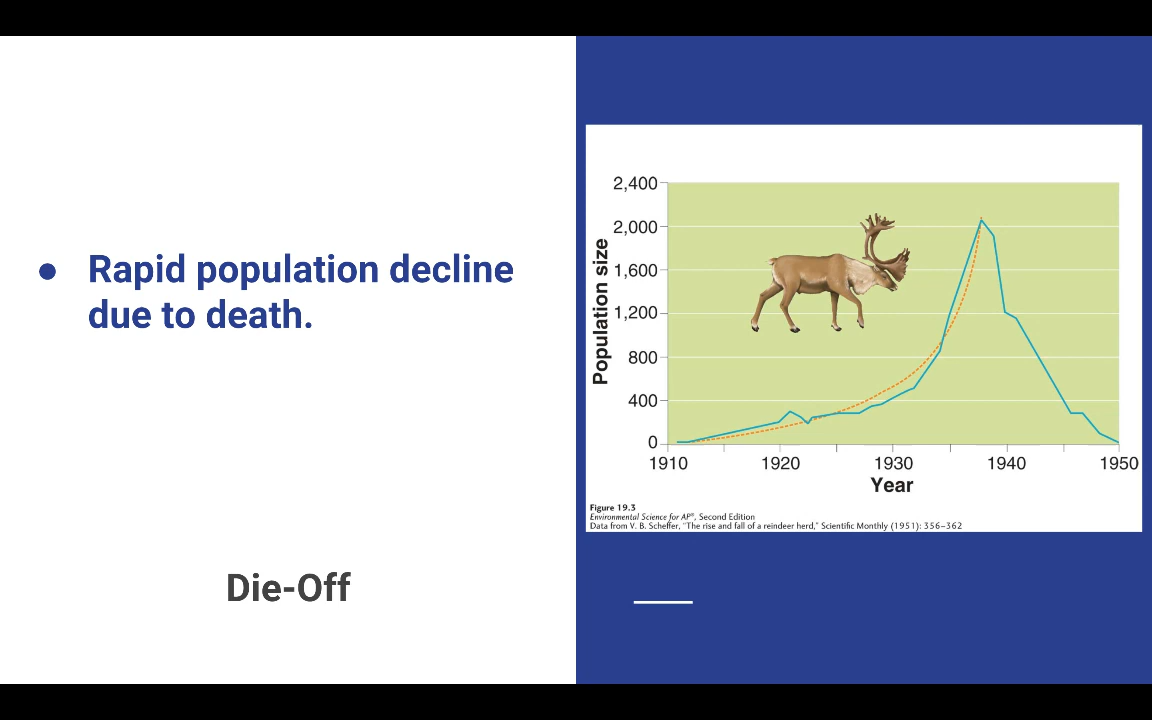 ● Rapid population decline
due to death.
Die-Off
2,400
2,000
1,600
1,200
800
400
0
Population size
1910 1920 1930 1940 1950
Year
Figure 19.3
Environmental Science for AP®, Second Edition
Data from V. B. Scheffer, “The rise and fall of a reindeer herd,” Scientific Monthly (1951): 356–362